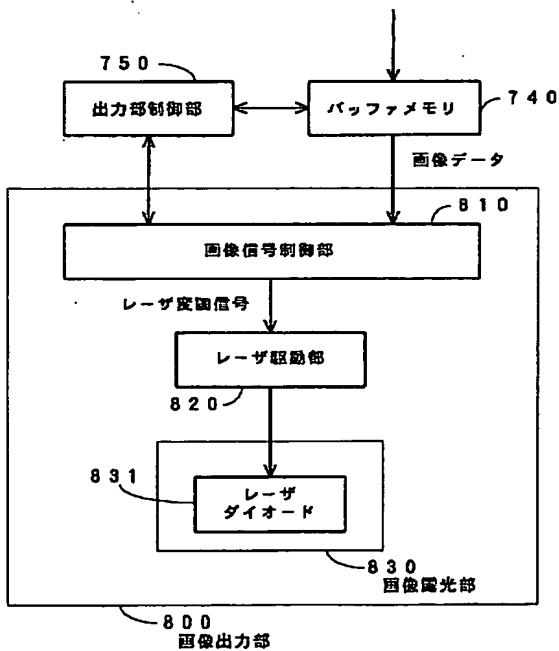 750
出力部制御部
バッファメモリ
740
画像データ
810
画像信号制御部
レーザ変調信号
レーザ駆動部
820
831
レーザ
ダイオード
830
画像露光部
800
画像出力部